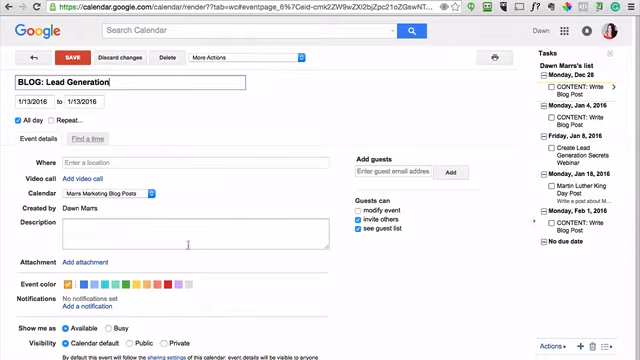 https://calendar.google.com/calendar/render??tab=wc#eventpage_6%7Ceid-cmk2ZW9wZXI2bjZpc21oZGswNT...
Google
Search Calendar
Dawn
SAVE
Discard changes
Delete
More Actions
Tasks
BLOG: Lead Generation
1/13/2016 to 1/13/2016
All day
Repeat...
Event details
Find a time
Where
Enter a location
Video call
Add video call
Calendar
Marrs Marketing Blog Posts
Created by
Dawn Marrs
Description
Attachment
Add attachment
Event color
Notifications
No notifications set
Add a notification
Show me as
Available
Busy
Visibility
Calendar default
Public
Private
By default this event will follow the sharing settings of this calendar: event details will be visible to anyone
Add guests
Enter guest email address
Add
Guests can
modify event
invite others
see guest list
Dawn Marrs's list
Monday, Dec 28
CONTENT: Write
Blog Post
Monday, Jan 4, 2016
CONTENT: Write
Blog Post
Friday, Jan 8, 2016
Create Lead
Generation Secrets
Webinar
Monday, Jan 18, 2016
Martin Luther King
Day Post
Write a post about M...
Monday, Feb 1, 2016
CONTENT: Write
Blog Post
No due date
Actions